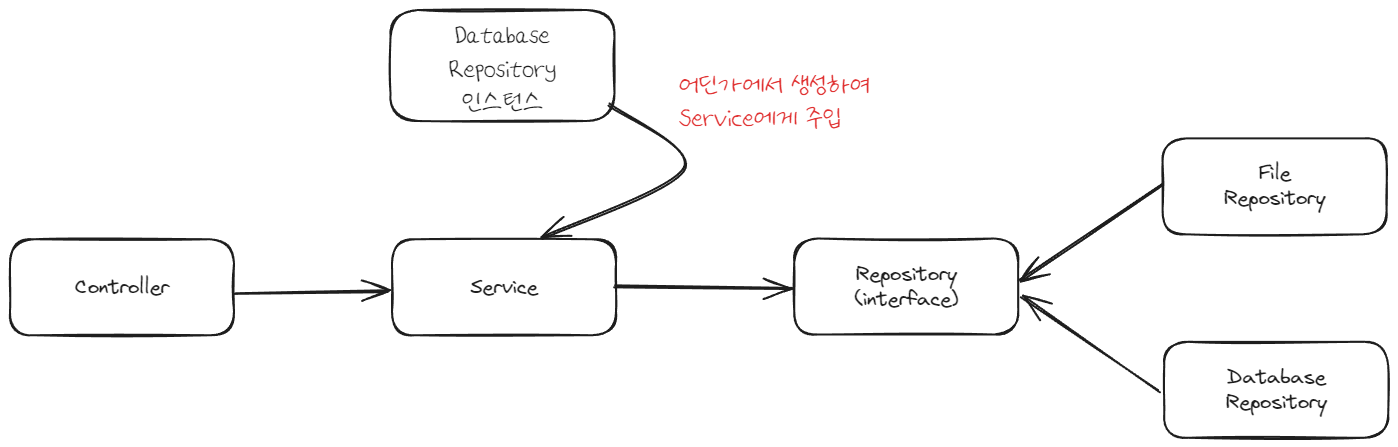 Database
Repository
인스턴스
어딘가에서 생성하여
Service에게 주입
Controller
Service
Repository
(interface)
File
Repository
Database
Repository